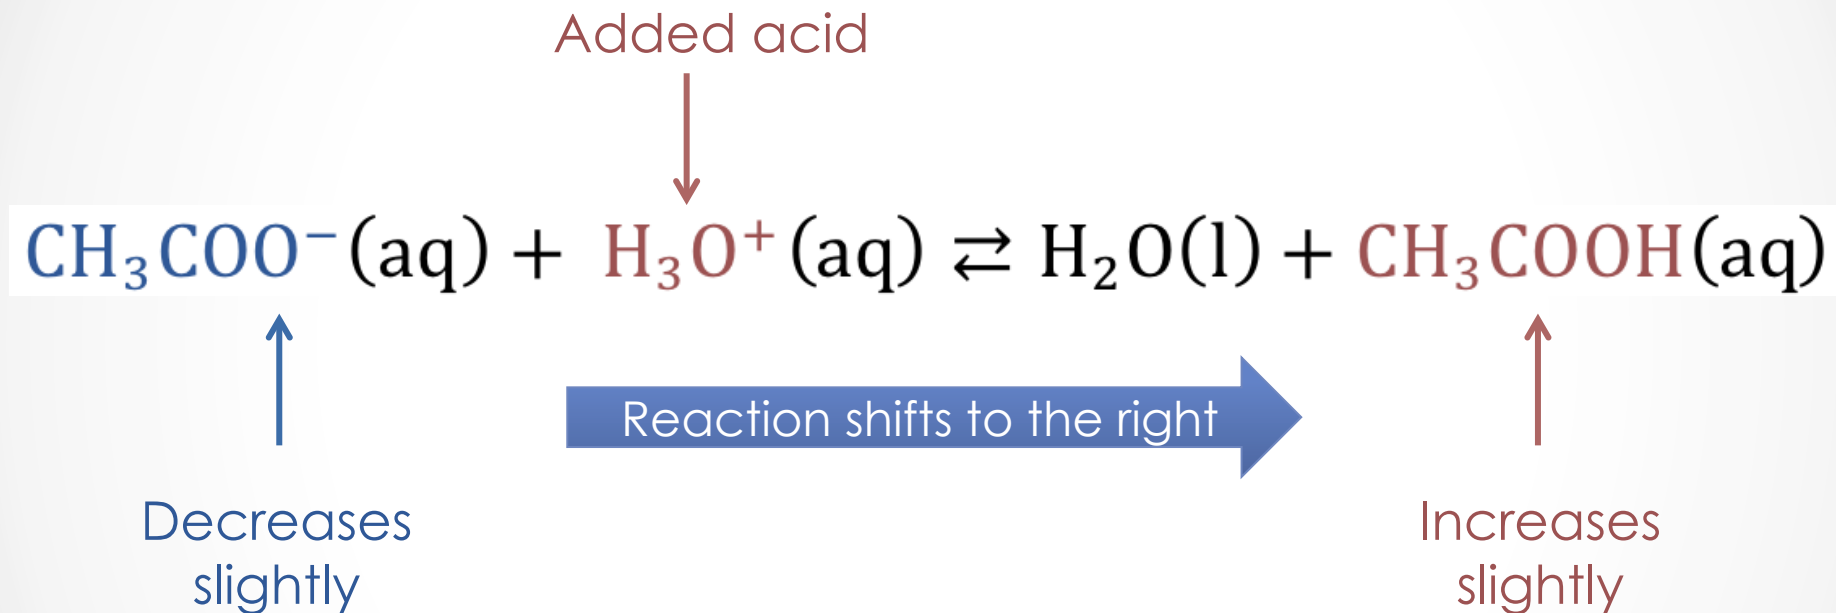 Added acid
CH₃COO⁻(aq) + H₃O⁺(aq) ⇄ H₂O(l) + CH₃COOH(aq)
Reaction shifts to the right
Decreases
slightly
Increases
slightly